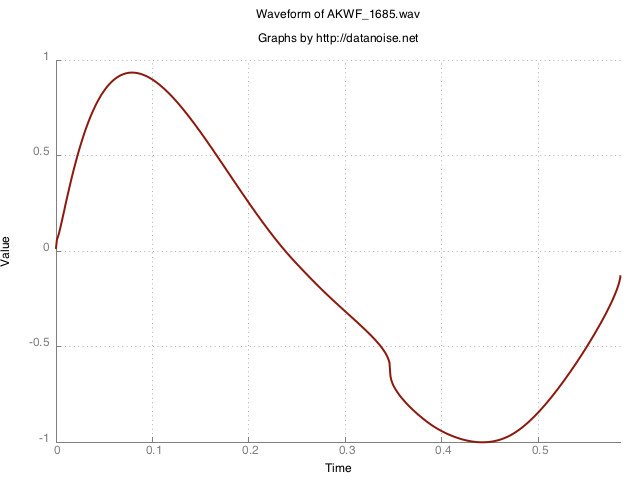 Waveform of AKWF_1685.wav
Graphs by http://datanoise.net
1
0.5
0
-0.5
-1
Value
0 0.1 0.2 0.3 0.4 0.5
Time